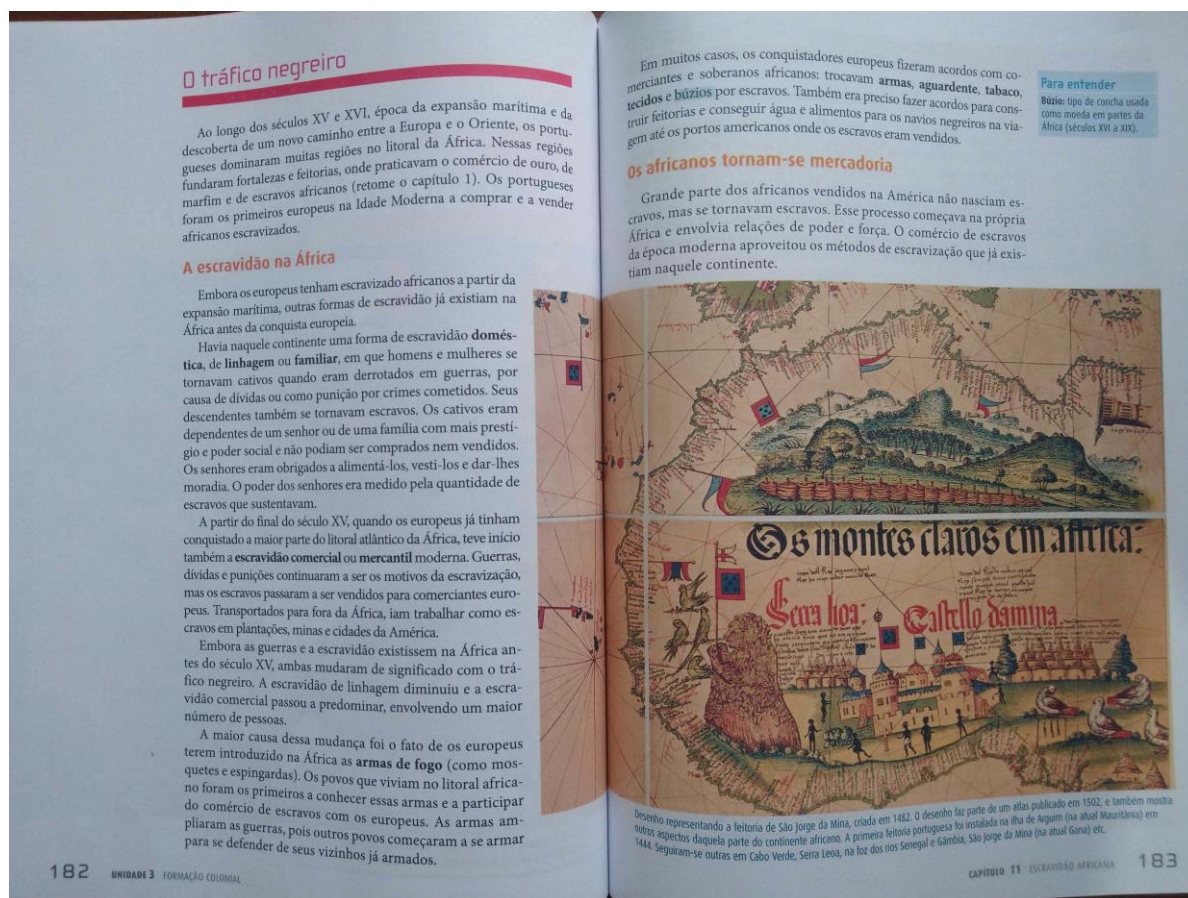 O tráfico negreiro
Ao longo dos séculos XV e XVI, época da expansão marítima e da
descoberta de um novo caminho entre a Europa e o Oriente, os portu-
gueses dominaram muitas regiões no litoral da África. Nessas regiões
fundaram fortalezas e feitorias, onde praticavam o comércio de ouro, de
marfim e de escravos africanos (retome o capítulo 1). Os portugueses
foram os primeiros europeus na Idade Moderna a comprar e a vender
africanos escravizados.
A escravidão na África
Embora os europeus tenham escravizado africanos a partir da
expansão marítima, outras formas de escravidão já existiam na
África antes da conquista europeia.
Havia naquele continente uma forma de escravidão domés-
tica, de linhagem ou familiar, em que homens e mulheres se
tornavam cativos quando eram derrotados em guerras, por
causa de dívidas ou como punição por crimes cometidos. Seus
descendentes também se tornavam escravos. Os cativos eram
dependentes de um senhor ou de uma família com mais prestí-
gio e poder social e não podiam ser comprados nem vendidos.
Os senhores eram obrigados a alimentá-los, vesti-los e dar-lhes
moradia. O poder dos senhores era medido pela quantidade de
escravos que sustentavam.
A partir do final do século XV, quando os europeus já tinham
conquistado a maior parte do litoral atlântico da África, teve início
também a escravidão comercial ou mercantil moderna. Guerras,
dívidas e punições continuaram a ser os motivos da escravização,
mas os escravos passaram a ser vendidos para comerciantes euro-
peus. Transportados para fora da África, iam trabalhar como es-
cravos em plantações, minas e cidades da América.
Embora as guerras e a escravidão existissem na África an-
tes do século XV, ambas mudaram de significado com o trá-
fico negreiro. A escravidão de linhagem diminuiu e a escra-
vidão comercial passou a predominar, envolvendo um maior
número de pessoas.
A maior causa dessa mudança foi o fato de os europeus
terem introduzido na África as armas de fogo (como mos-
quetes e espingardas). Os povos que viviam no litoral africa-
no foram os primeiros a conhecer essas armas e a participar
do comércio de escravos com os europeus. As armas am-
pliaram as guerras, pois outros povos começaram a se armar
para se defender de seus vizinhos já armados.
182 UNIDADE 3 FORMAÇÃO COLONIAL
Em muitos casos, os conquistadores europeus fizeram acordos com co-
merciantes e soberanos africanos: trocavam armas, aguardente, tabaco,
tecidos e búzios por escravos. Também era preciso fazer acordos para cons-
truir feitorias e conseguir água e alimentos para os navios negreiros na via-
gem até os portos americanos onde os escravos eram vendidos.
Para entender
Búzio: tipo de concha usada
como moeda em partes da
África (séculos XVI a XIX).
Os africanos tornam-se mercadoria
Grande parte dos africanos vendidos na América não nasciam es-
cravos, mas se tornavam escravos. Esse processo começava na própria
África e envolvia relações de poder e força. O comércio de escravos
da época moderna aproveitou os métodos de escravização que já exis-
tiam naquele continente.
Os montes claros em affrica:
Serra lioa: Castello damina
Desenho representando a feitoria de São Jorge da Mina, criada em 1482. O desenho faz parte de um atlas publicado em 1502, e também mostra
outros aspectos daquela parte do continente africano. A primeira feitoria portuguesa foi instalada na ilha de Arguim (na atual Mauritânia) em
1444. Seguiram-se outras em Cabo Verde, Serra Leoa, na foz dos rios Senegal e Gâmbia, São Jorge da Mina (na atual Gana) etc.
CAPÍTULO 11 ESCRAVIDÃO AFRICANA 183